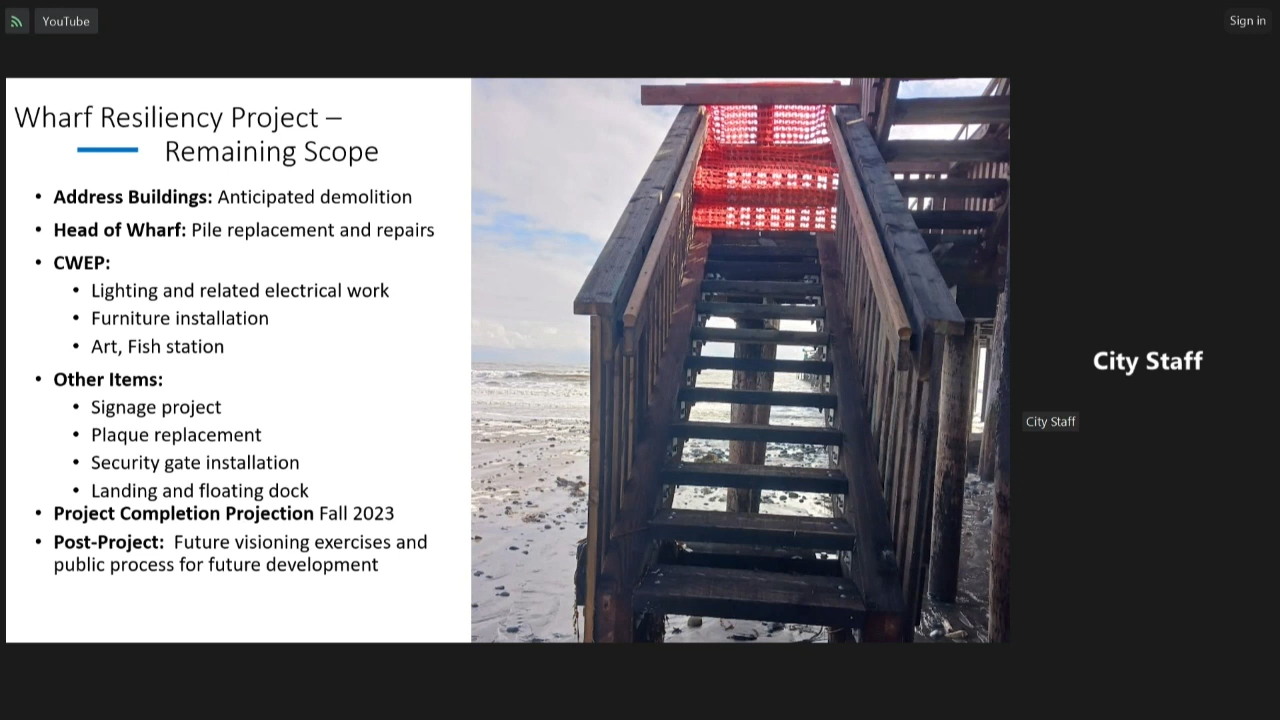 YouTube
Sign in
Wharf Resiliency Project –
Remaining Scope
• Address Buildings: Anticipated demolition
• Head of Wharf: Pile replacement and repairs
• CWEP:
• Lighting and related electrical work
• Furniture installation
• Art, Fish station
• Other Items:
• Signage project
• Plaque replacement
• Security gate installation
• Landing and floating dock
• Project Completion Projection Fall 2023
• Post-Project: Future visioning exercises and
public process for future development
City Staff
City Staff